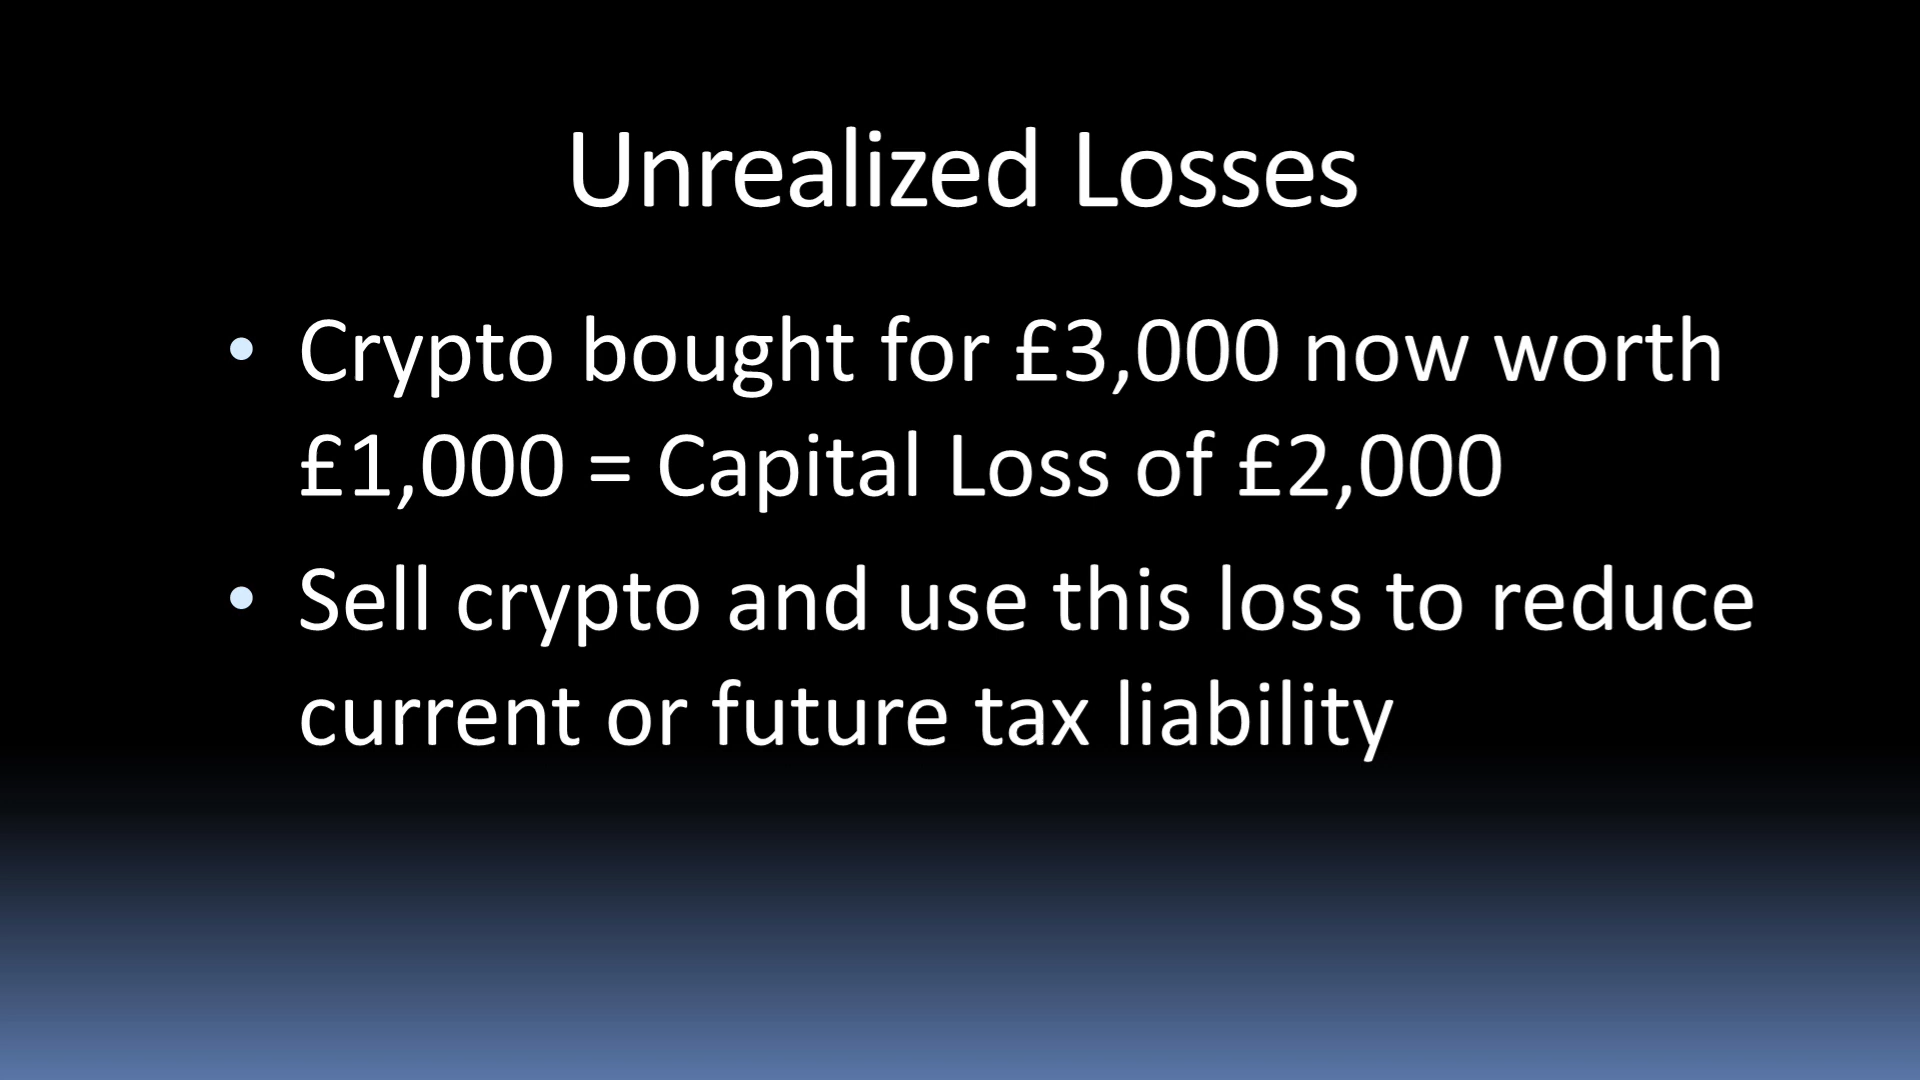 Unrealized Losses
• Crypto bought for £3,000 now worth
£1,000 = Capital Loss of £2,000
• Sell crypto and use this loss to reduce
current or future tax liability